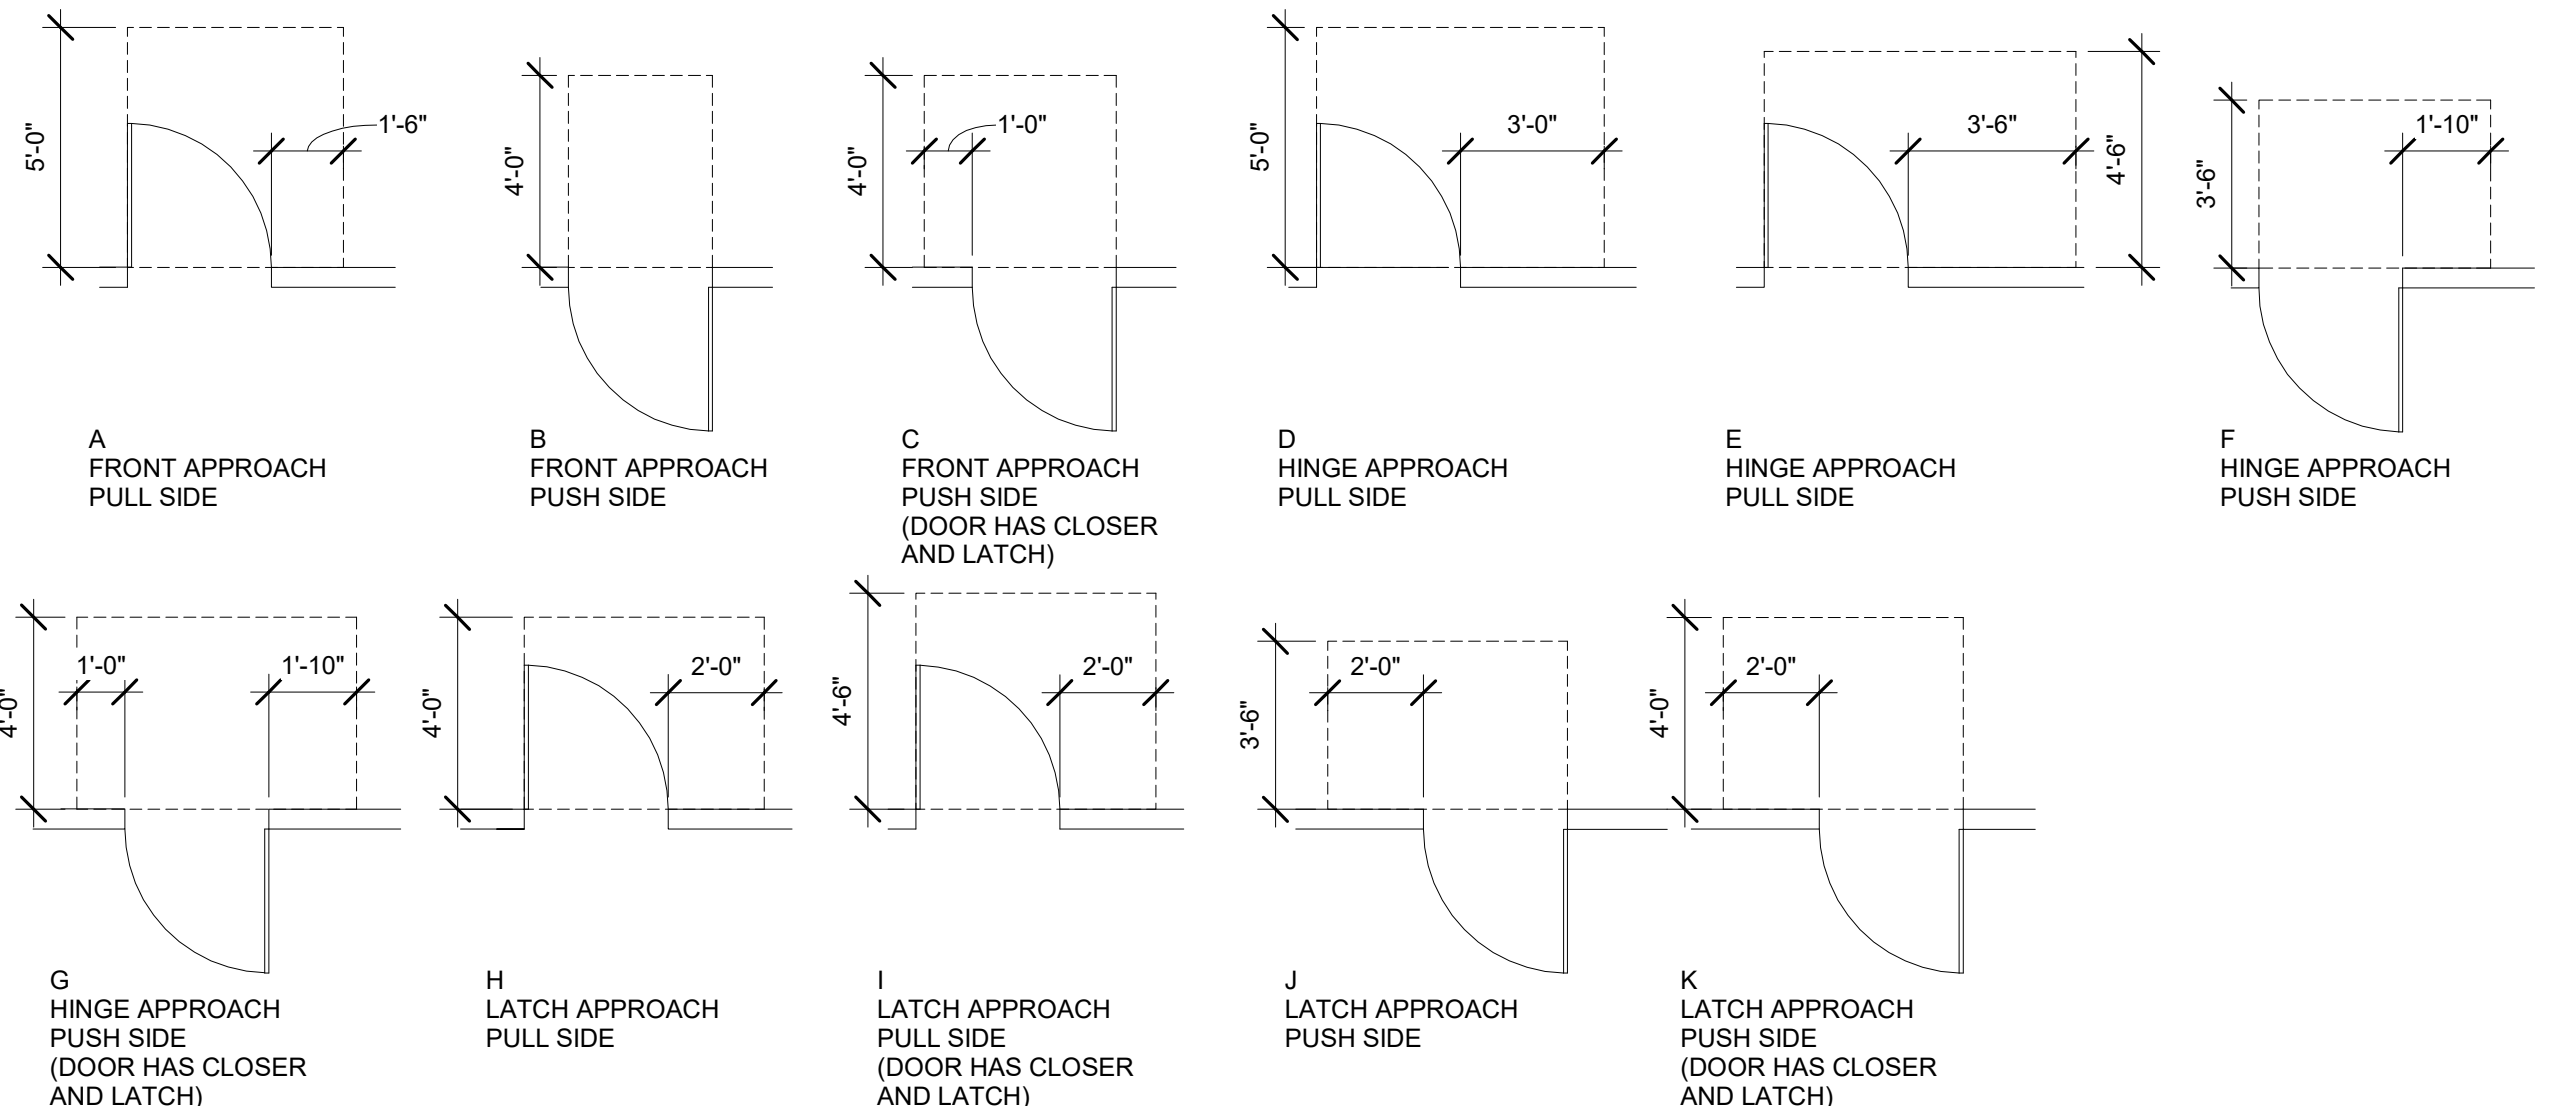 5'-0"
1'-6"
A
FRONT APPROACH
PULL SIDE
4'-0"
B
FRONT APPROACH
PUSH SIDE
4'-0"
1'-0"
C
FRONT APPROACH
PUSH SIDE
(DOOR HAS CLOSER
AND LATCH)
5'-0"
3'-0"
D
HINGE APPROACH
PULL SIDE
3'-6"
4'-6"
E
HINGE APPROACH
PULL SIDE
3'-6"
1'-10"
F
HINGE APPROACH
PUSH SIDE
4'-0"
1'-0"
1'-10"
G
HINGE APPROACH
PUSH SIDE
(DOOR HAS CLOSER
AND LATCH)
4'-0"
2'-0"
H
LATCH APPROACH
PULL SIDE
4'-6"
2'-0"
I
LATCH APPROACH
PULL SIDE
(DOOR HAS CLOSER
AND LATCH)
3'-6"
2'-0"
J
LATCH APPROACH
PUSH SIDE
4'-0"
2'-0"
K
LATCH APPROACH
PUSH SIDE
(DOOR HAS CLOSER
AND LATCH)